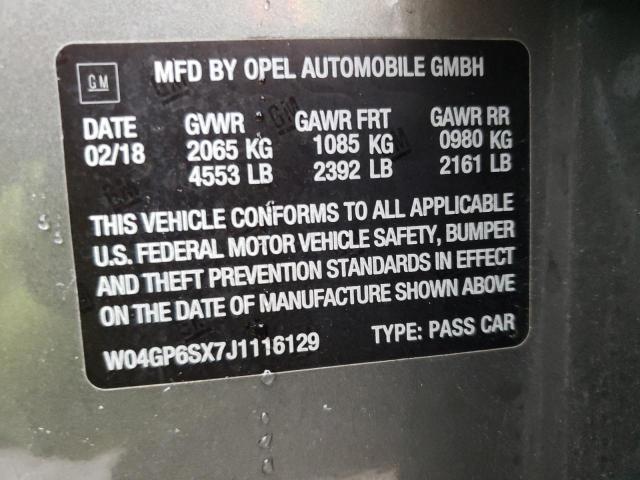 GM
MFD BY OPEL AUTOMOBILE GMBH
DATE GVWR GAWR FRT GAWR RR
02/18 2065 KG 1085 KG 0980 KG
4553 LB 2392 LB 2161 LB
THIS VEHICLE CONFORMS TO ALL APPLICABLE
U.S. FEDERAL MOTOR VEHICLE SAFETY, BUMPER
AND THEFT PREVENTION STANDARDS IN EFFECT
ON THE DATE OF MANUFACTURE SHOWN ABOVE
W04GP6SX7J1116129 TYPE: PASS CAR